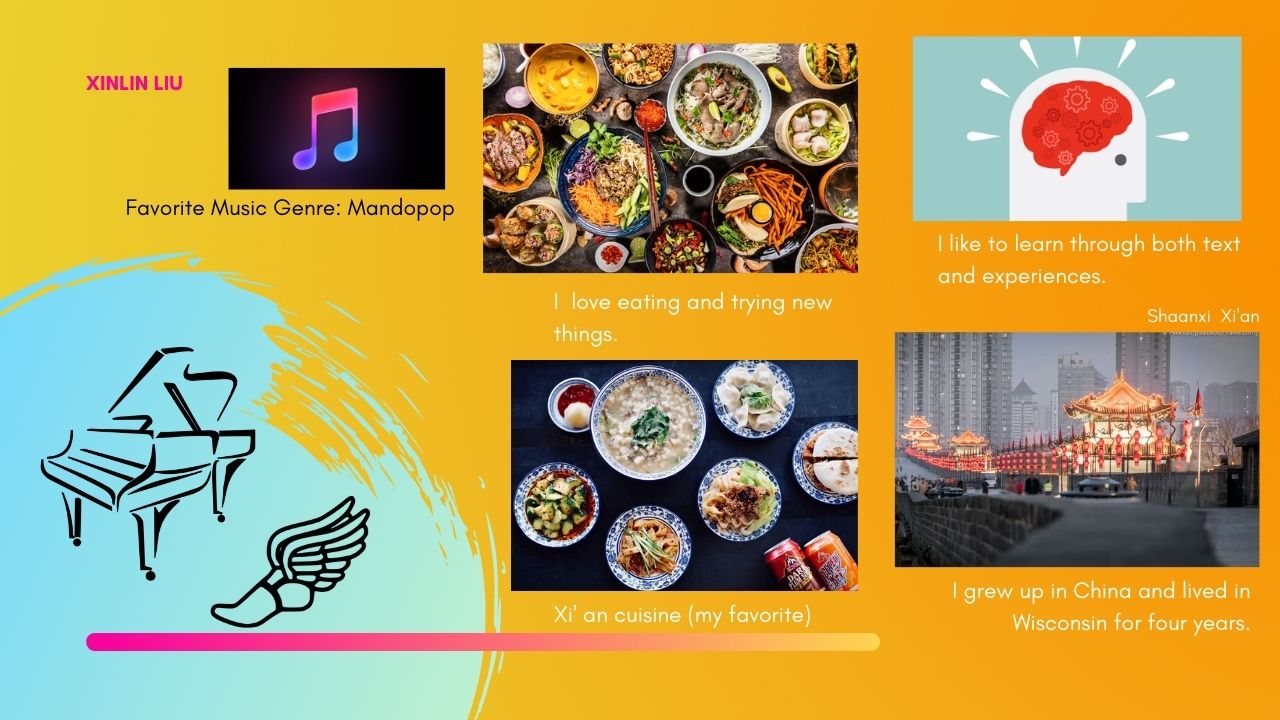 XINLIN LIU
Favorite Music Genre: Mandopop
I  love eating and trying new
things.
Xi' an cuisine (my favorite)
I like to learn through both text
and experiences.
Shaanxi  Xi'an
I grew up in China and lived in
Wisconsin for four years.